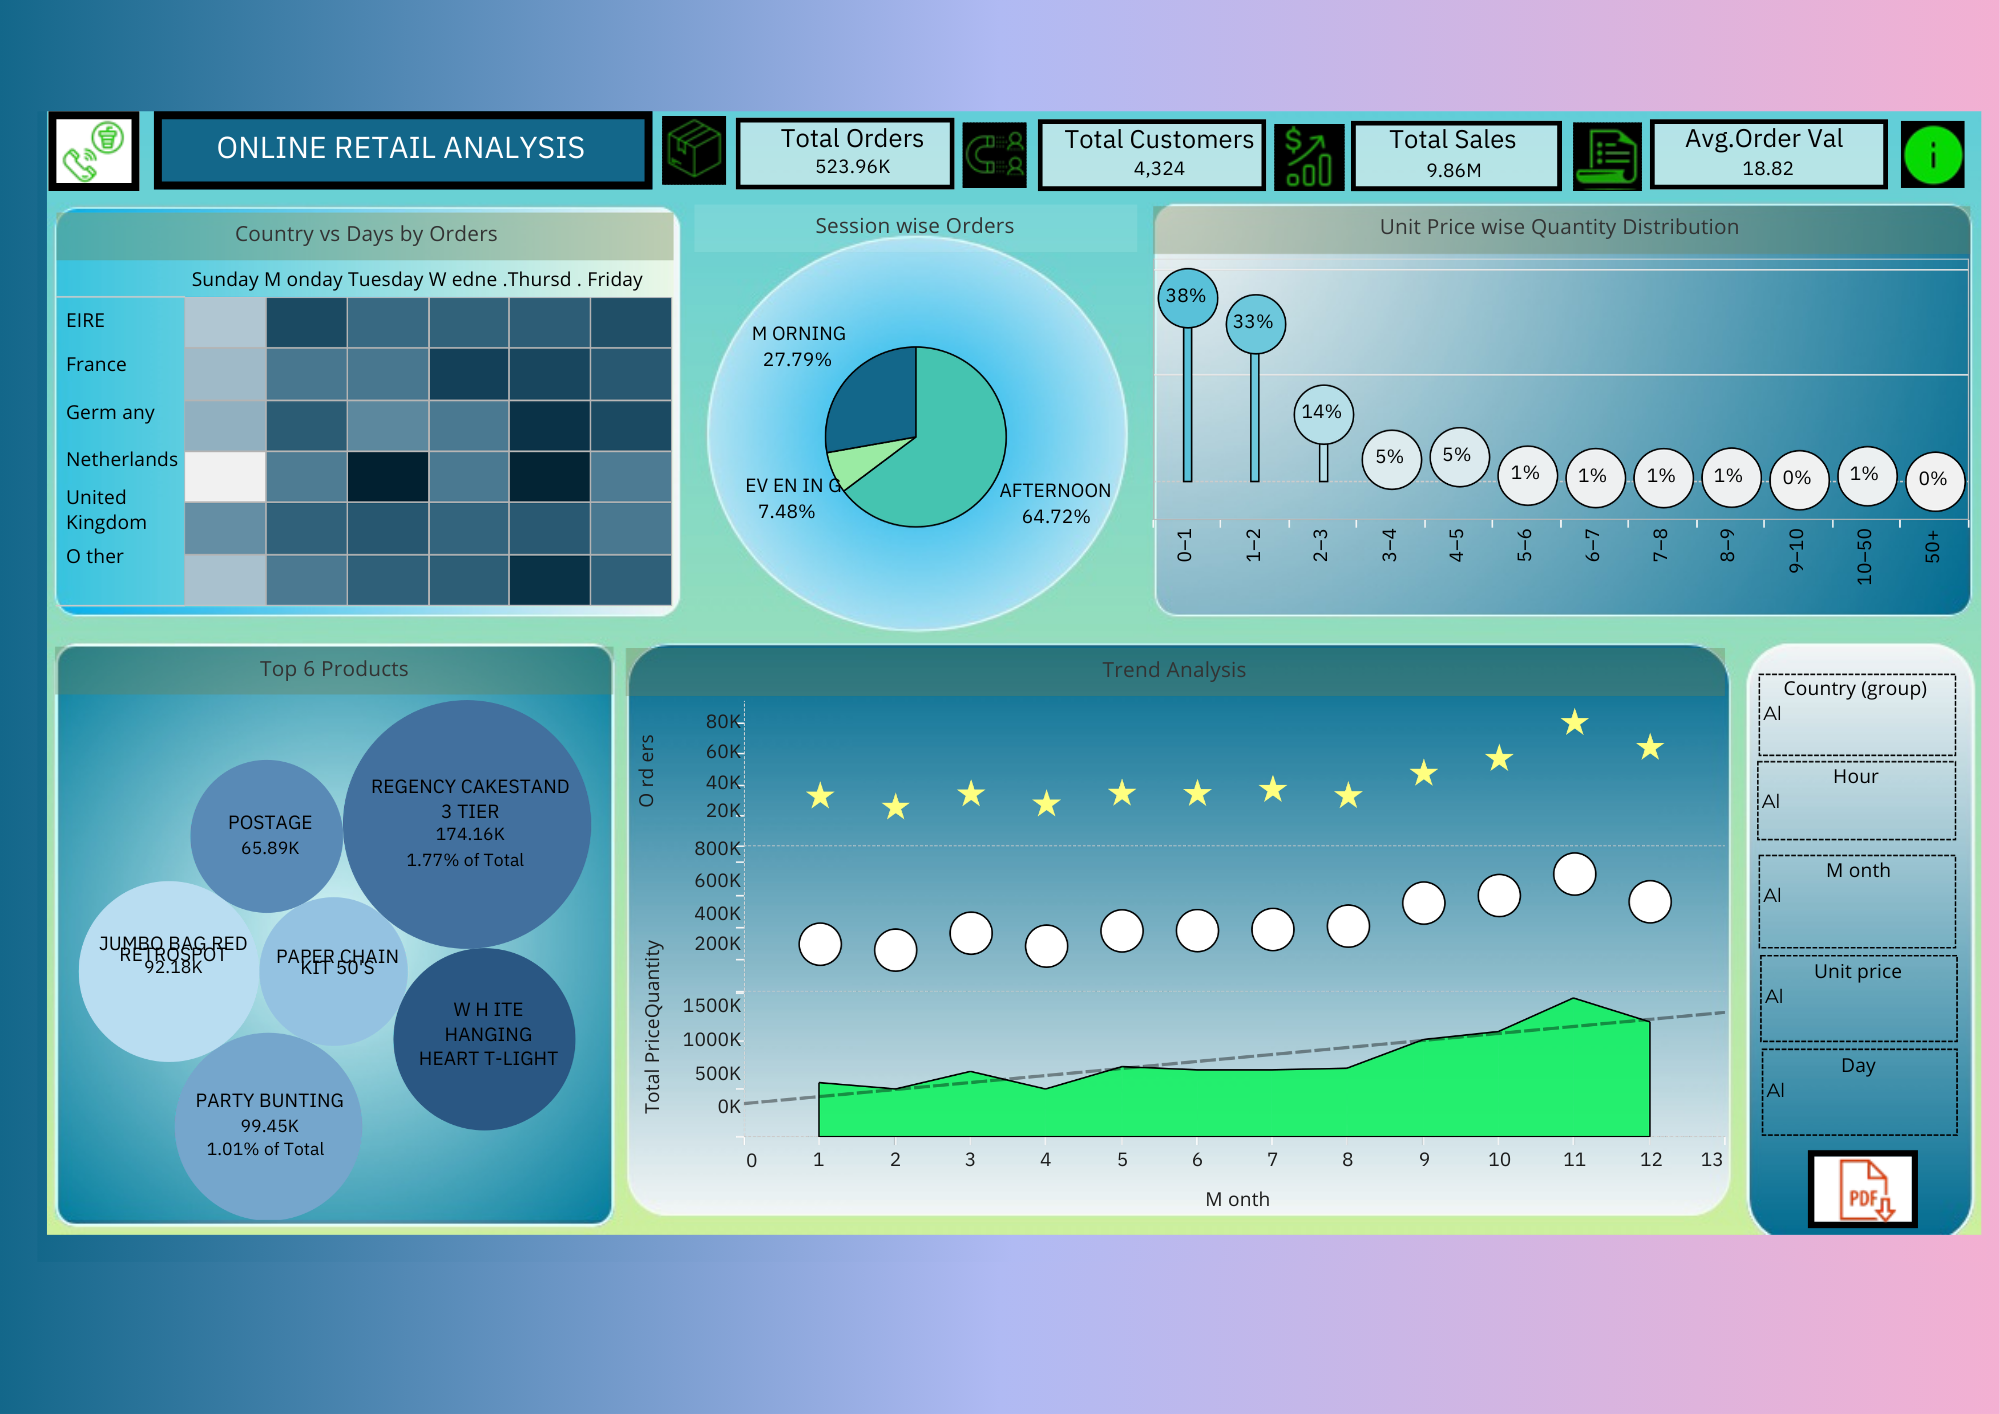 ONLINE RETAIL ANALYSIS
Total Orders
523.96K
Total Customers
4,324
Total Sales
9.86M
Avg.Order Val
18.82
Country vs Days by Orders
Sunday M onday Tuesday W edne .Thursd . Friday
EIRE
France
Germ any
Netherlands
United
Kingdom
O ther
Session wise Orders
M ORNING
27.79%
EV EN IN G
7.48%
AFTERNOON
64.72%
Unit Price wise Quantity Distribution
38%
33%
14%
5%
5%
1%
1%
1%
1%
0%
1%
0%
0–1
1–2
2–3
3–4
4–5
5–6
6–7
7–8
8–9
9–10
10–50
50+
Top 6 Products
REGENCY CAKESTAND
3 TIER
174.16K
1.77% of Total
POSTAGE
65.89K
JUMBO BAG RED
RETROSPOT
92.18K
PAPER CHAIN
KIT 50'S
W H ITE
HANGING
HEART T-LIGHT
PARTY BUNTING
99.45K
1.01% of Total
Trend Analysis
O rd ers
80K
60K
40K
20K
Quantity
800K
600K
400K
200K
Total Price
1500K
1000K
500K
0K
0 1 2 3 4 5 6 7 8 9 10 11 12 13
M onth
Country (group)
Al
Hour
Al
M onth
Al
Unit price
Al
Day
Al
PDF